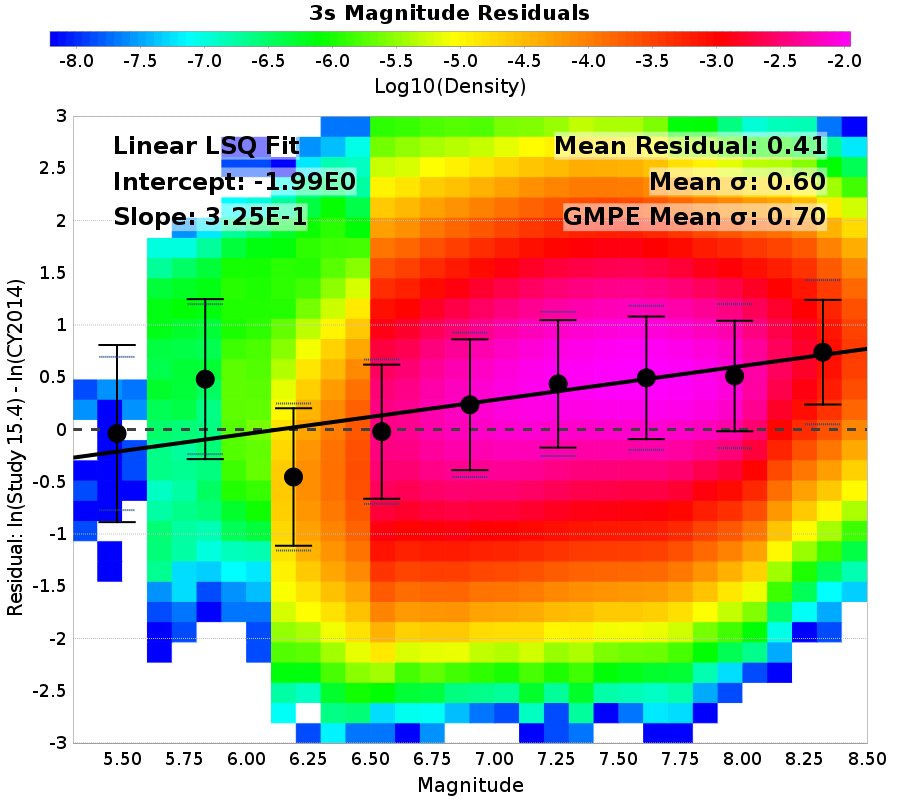 3s Magnitude Residuals
-8.0 -7.5 -7.0 -6.5 -6.0 -5.5 -5.0 -4.5 -4.0 -3.5 -3.0 -2.5 -2.0
Log10(Density)
Linear LSQ Fit
Intercept: -1.99E0
Slope: 3.25E-1
Mean Residual: 0.41
Mean σ: 0.60
GMPE Mean σ: 0.70
Residual: ln(Study 15.4) - ln(CY2014)
3
2.5
2
1.5
1
0.5
0
-0.5
-1
-1.5
-2
-2.5
-3
5.50 5.75 6.00 6.25 6.50 6.75 7.00 7.25 7.50 7.75 8.00 8.25 8.50
Magnitude